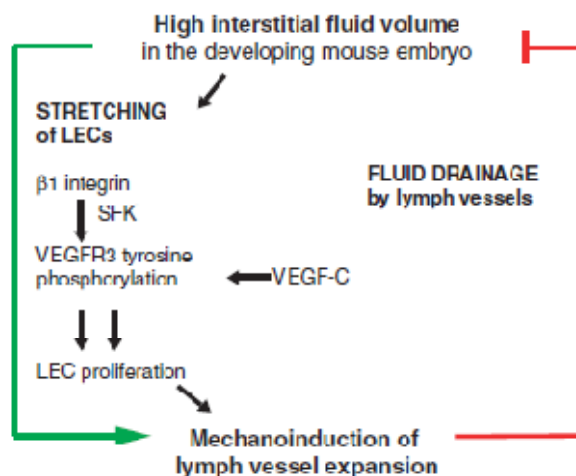 High interstitial fluid volume
in the developing mouse embryo
STRETCHING
of LECs
β1 integrin
SFK
VEGFR3 tyrosine
phosphorylation
VEGF-C
LEC proliferation
FLUID DRAINAGE
by lymph vessels
Mechanoinduction of
lymph vessel expansion